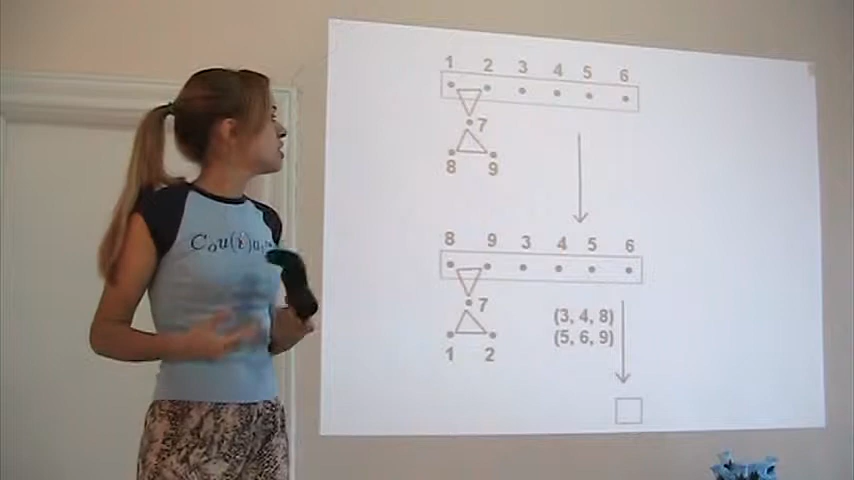 1 2 3 4 5 6
7
8 9
8 9 3 4 5 6
7
(3, 4, 8)
(5, 6, 9)
1 2